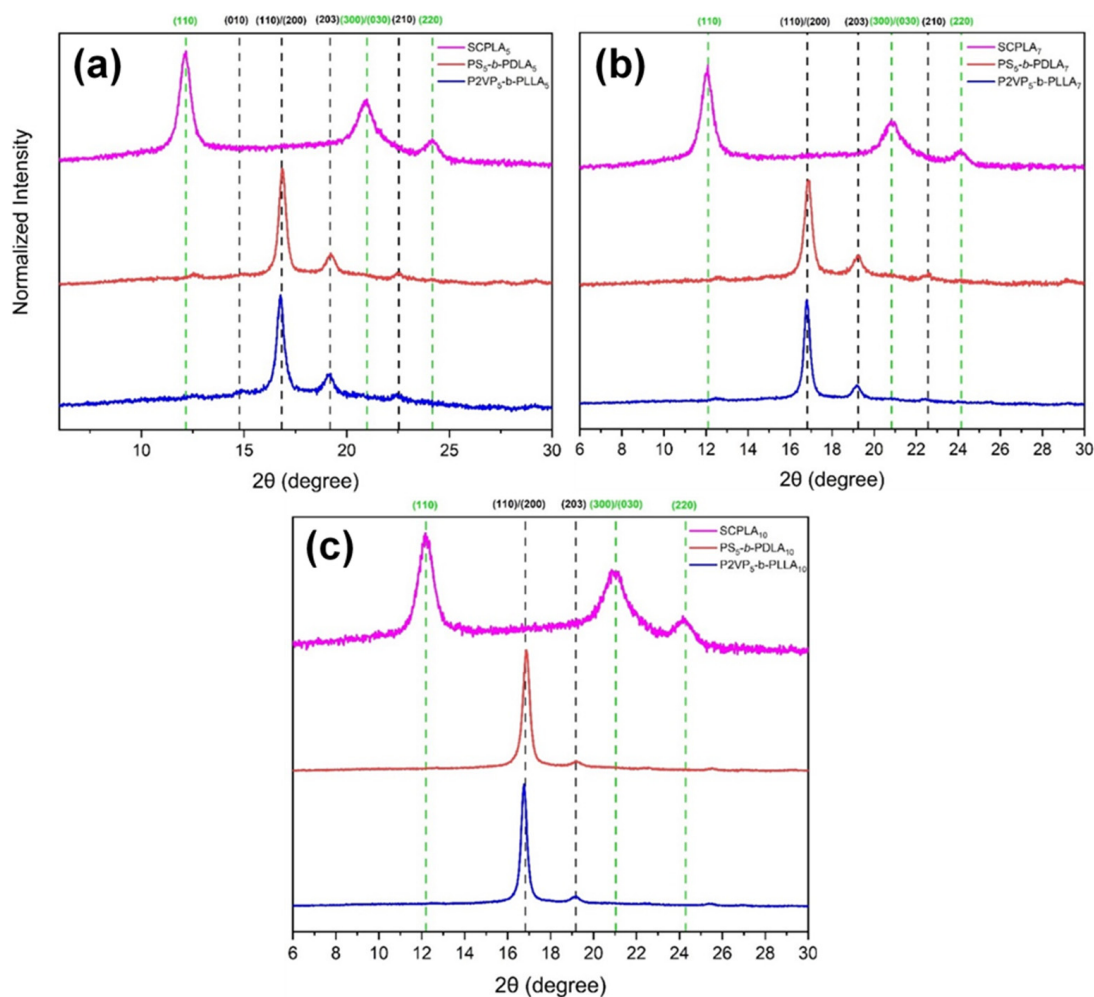 (110) (010) (110)/(200) (203) (300)/(030) (210) (220)
(a)
SCPLA₅
PS₅-b-PDLA₅
P2VP₅-b-PLLA₅
Normalized Intensity
10 15 20 25 30
2θ (degree)
(110) (110)/(200) (203) (300)/(030) (210) (220)
(b)
SCPLA₇
PS₅-b-PDLA₇
P2VP₅-b-PLLA₇
6 8 10 12 14 16 18 20 22 24 26 28 30
2θ (degree)
(110) (110)/(200) (203) (300)/(030) (220)
(c)
SCPLA₁₀
PS₅-b-PDLA₁₀
P2VP₅-b-PLLA₁₀
6 8 10 12 14 16 18 20 22 24 26 28 30
2θ (degree)